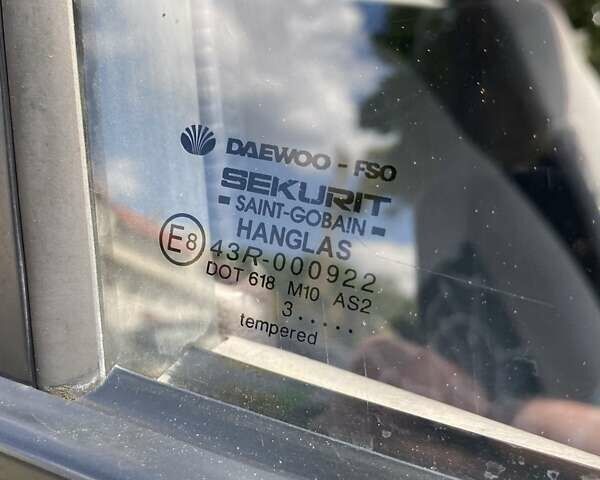 DAEWOO - FSO
SEKURIT
- SAINT-GOBAIN -
HANGLAS
E8 43R-000922
DOT 618 M10 AS2
3.....
tempered